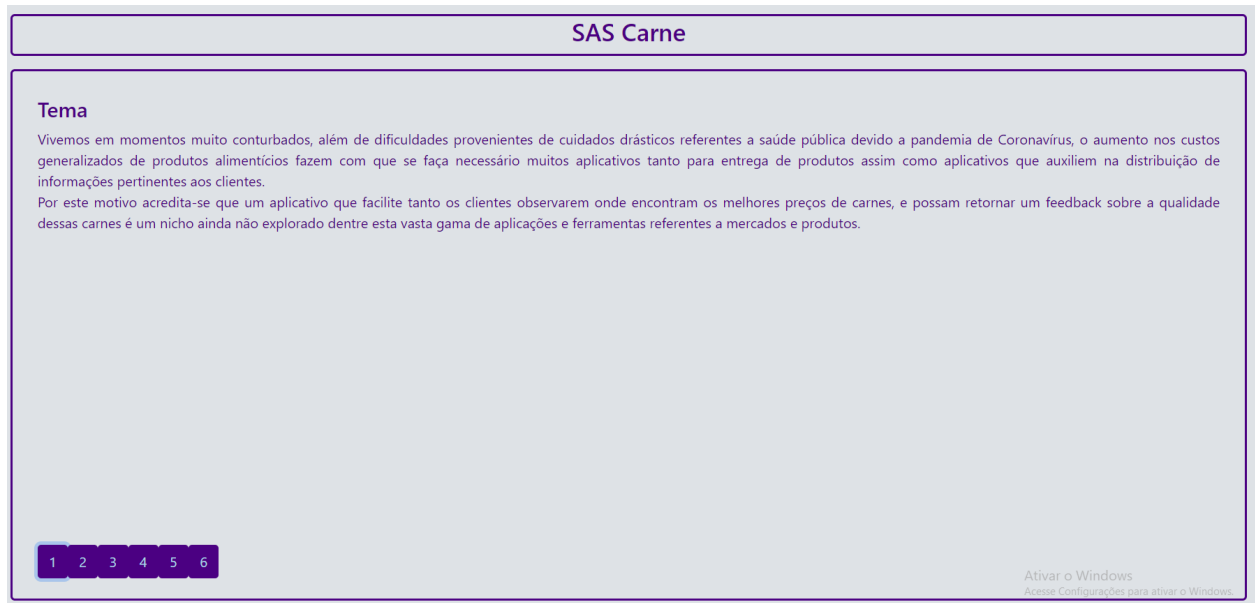 SAS Carne
Tema
Vivemos em momentos muito conturbados, além de dificuldades provenientes de cuidados drásticos referentes a saúde pública devido a pandemia de Coronavírus, o aumento nos custos
generalizados de produtos alimentícios fazem com que se faça necessário muitos aplicativos tanto para entrega de produtos assim como aplicativos que auxiliem na distribuição de
informações pertinentes aos clientes.
Por este motivo acredita-se que um aplicativo que facilite tanto os clientes observarem onde encontram os melhores preços de carnes, e possam retornar um feedback sobre a qualidade
dessas carnes é um nicho ainda não explorado dentre esta vasta gama de aplicações e ferramentas referentes a mercados e produtos.
1 2 3 4 5 6
Ativar o Windows
Acesse Configurações para ativar o Windows.